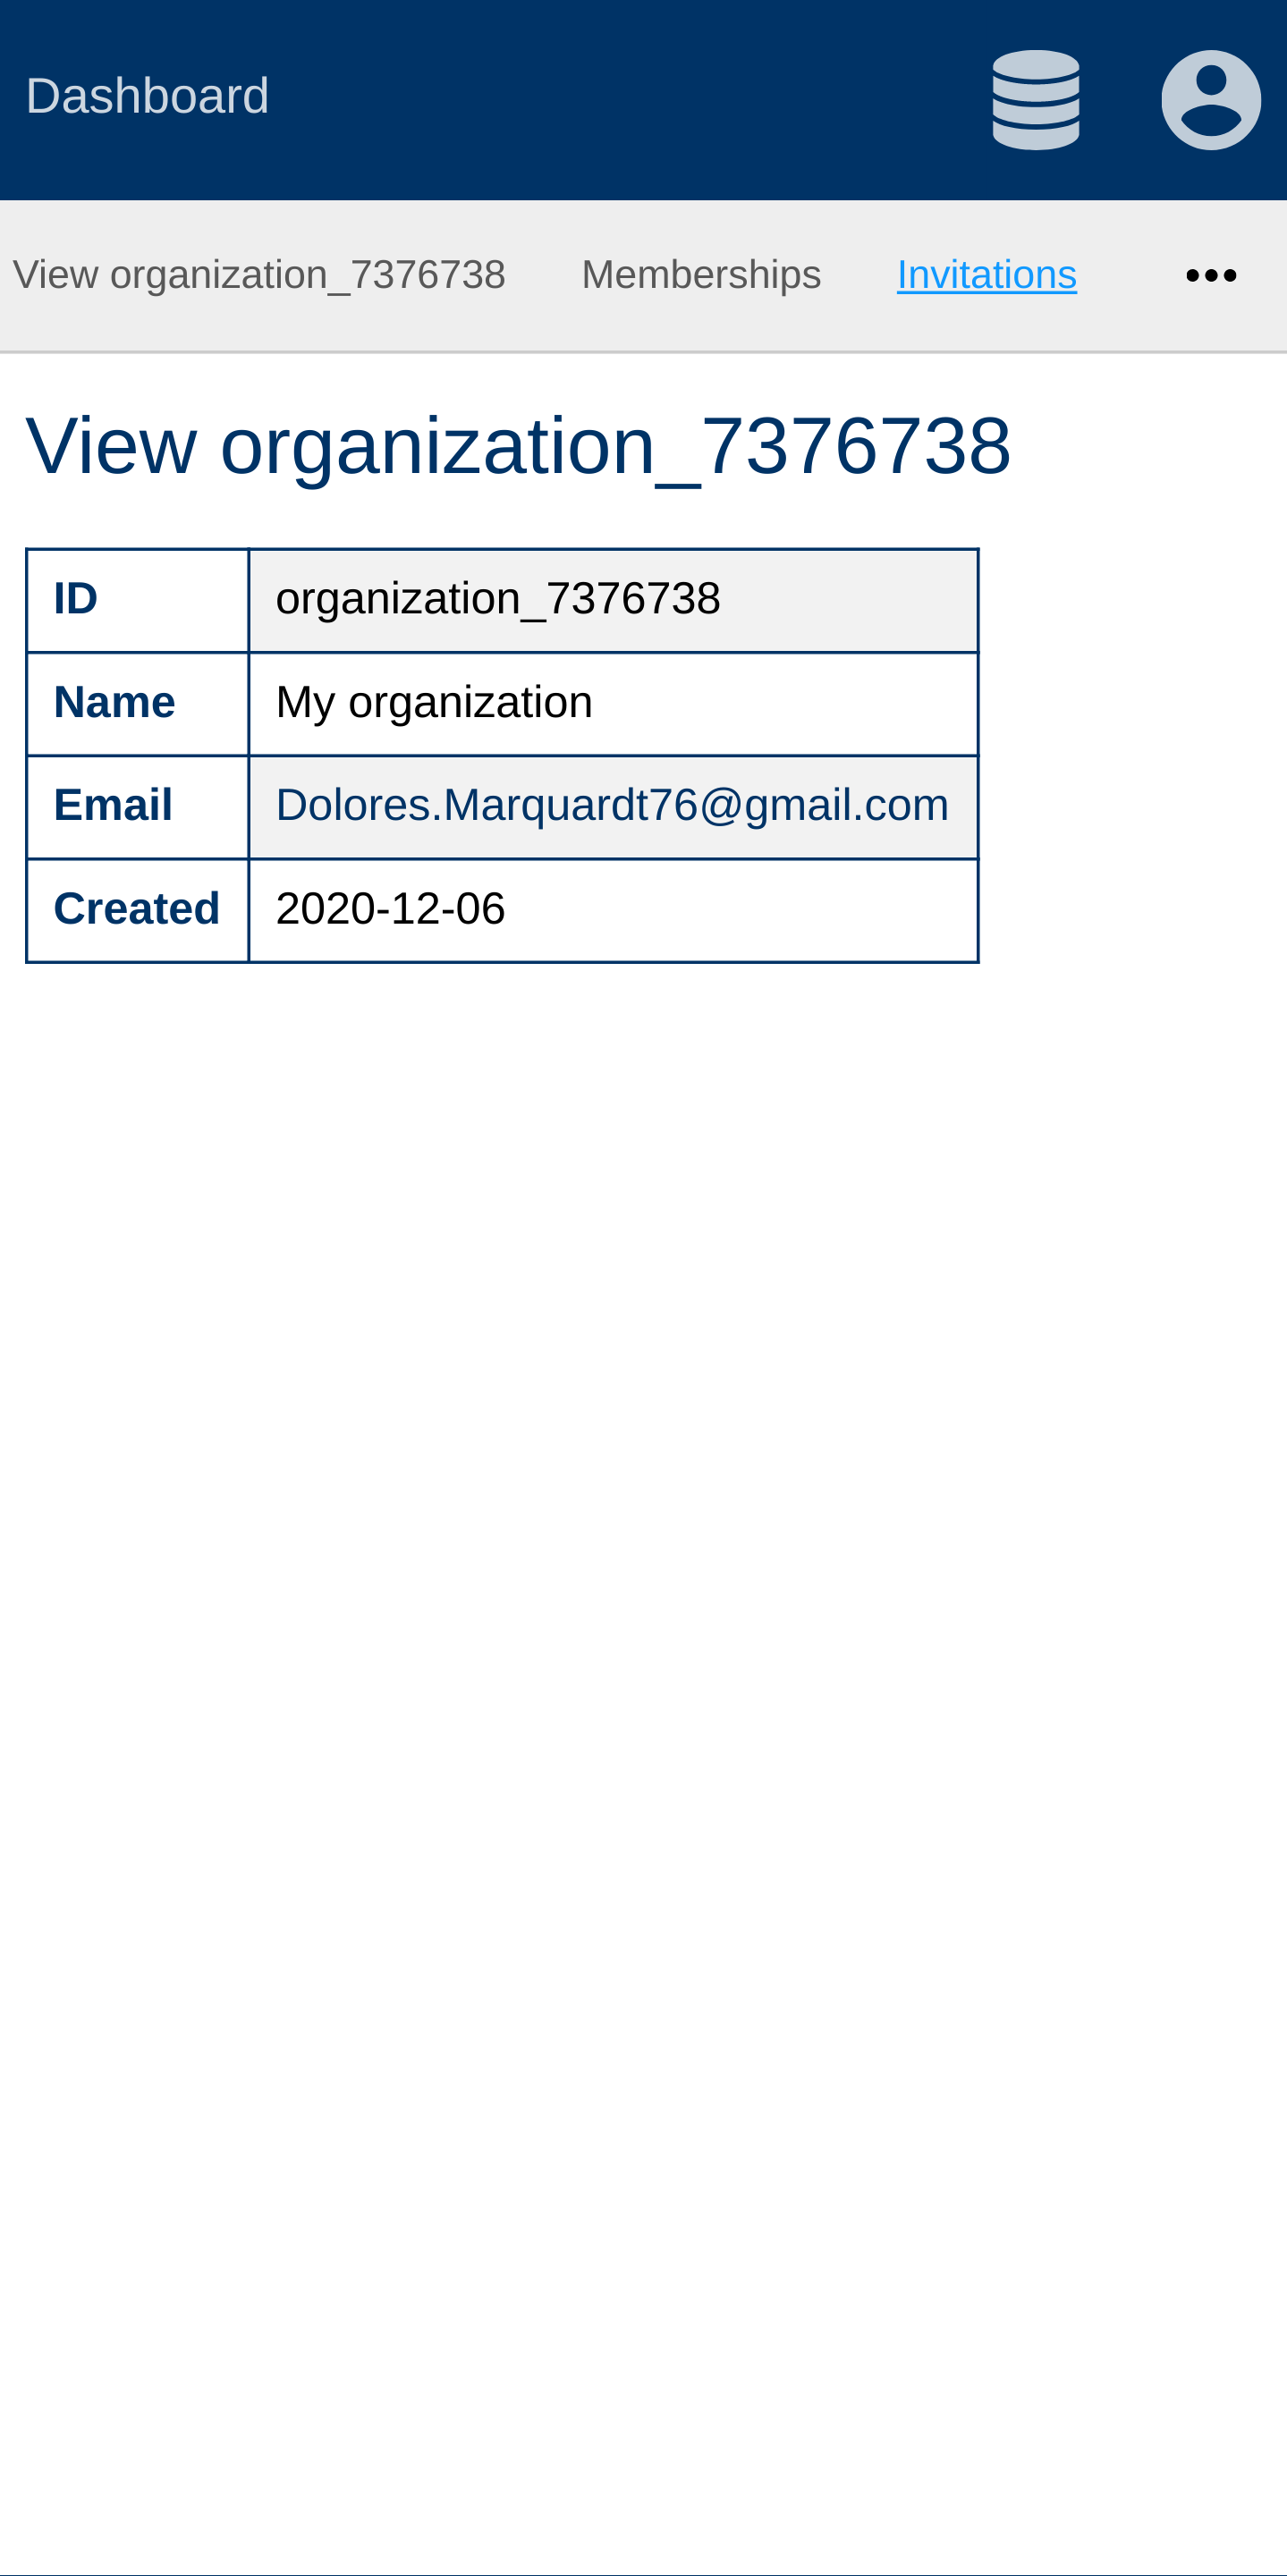 Dashboard
View organization_7376738 Memberships Invitations •••
View organization_7376738
ID organization_7376738
Name My organization
Email Dolores.Marquardt76@gmail.com
Created 2020-12-06